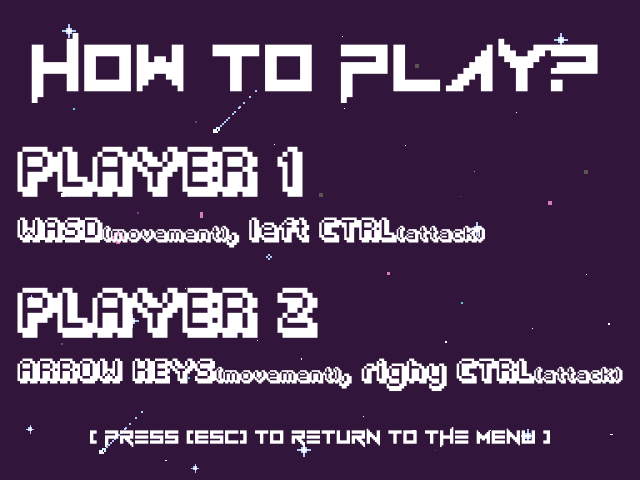 HOW TO PLAY?
PLAYER 1
WASD(movement), left CTRL(attack)
PLAYER 2
ARROW KEYS(movement), righy CTRL(attack)
[ PRESS [ESC] TO RETURN TO THE MENU ]